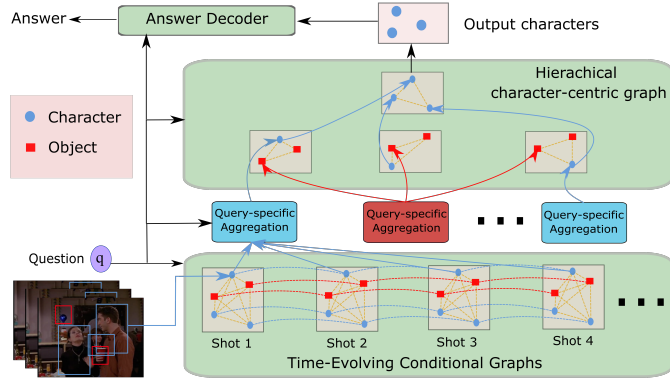 Answer
Answer Decoder
Output characters
Hierachical
character-centric graph
Character
Object
Query-specific
Aggregation
Query-specific
Aggregation
Query-specific
Aggregation
Question
q
Shot 1
Shot 2
Shot 3
Shot 4
Time-Evolving Conditional Graphs